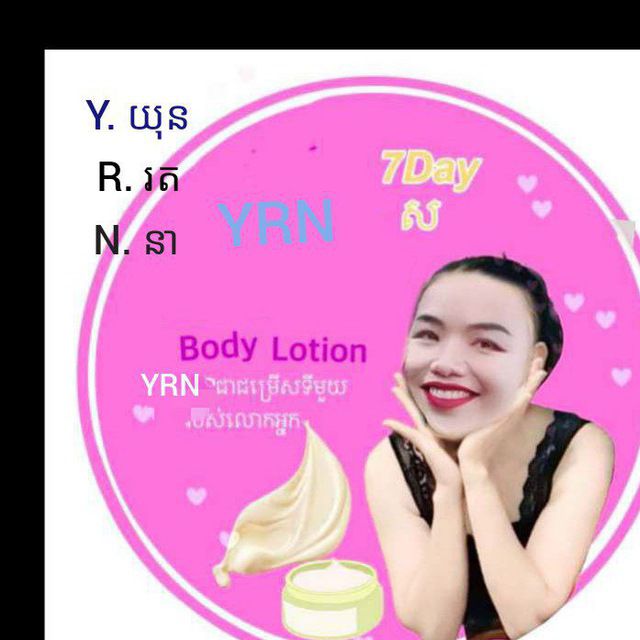 Y. យុន
R. រត
N. នា
7Day
ស
YRN
Body Lotion
YRN ជាជម្រើសទីមួយ
របស់លោកអ្នក